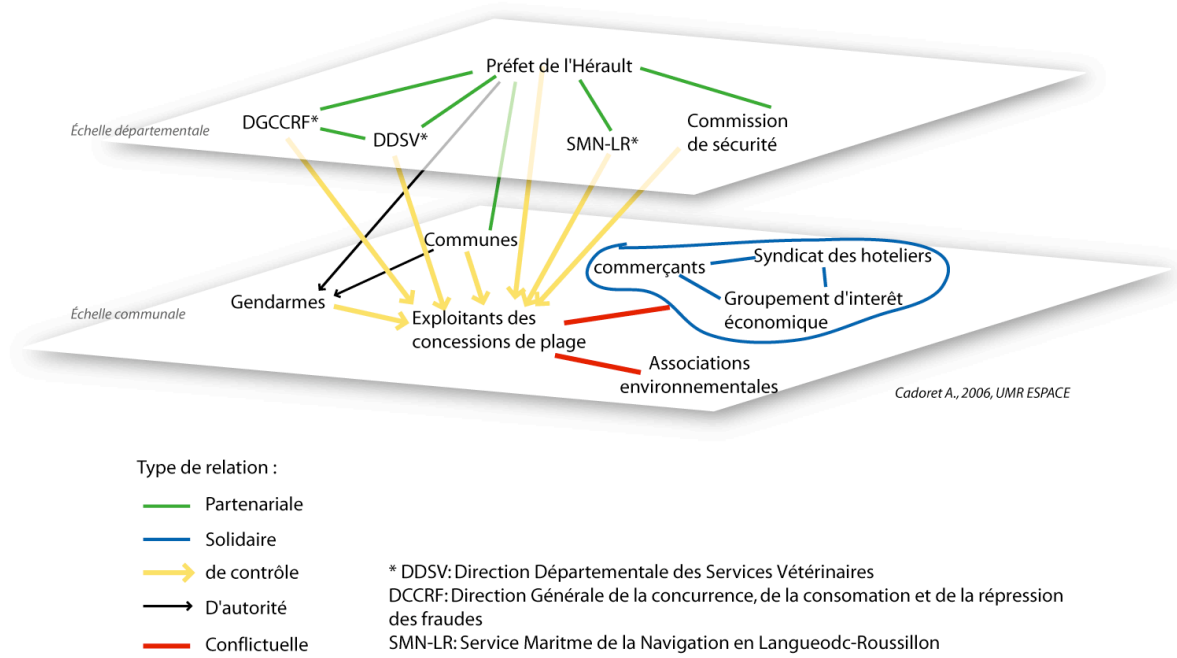 Préfet de l'Hérault
Échelle départementale
DGCCRF*
DDSV*
SMN-LR*
Commission
de sécurité
Communes
commerçants
Syndicat des hoteliers
Gendarmes
Groupement d'interêt
économique
Échelle communale
Exploitants des
concessions de plage
Associations
environnementales
Cadoret A., 2006, UMR ESPACE
Type de relation :
Partenariale
Solidaire
de contrôle
D'autorité
Conflictuelle
* DDSV: Direction Départementale des Services Vétérinaires
DCCRF: Direction Générale de la concurrence, de la consomation et de la répression
des fraudes
SMN-LR: Service Maritme de la Navigation en Langueodc-Roussillon